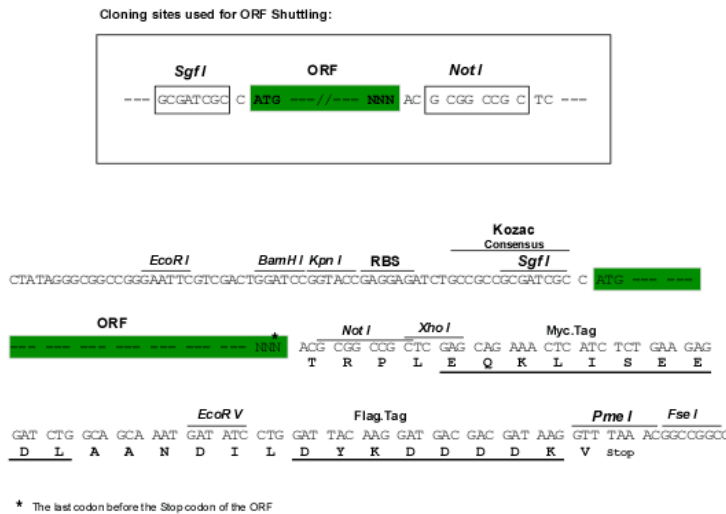 Cloning sites used for ORF Shuttling:
Sgf I ORF Not I
--- GCGATCGC C ATG ---//--- NNN AC G CGG CCG C TC ---
Kozac
Consensus
EcoR I BamH I Kpn I RBS Sgf I
CTATAGGGCGGCCGGGAATTCGTCGACTGGATCCGGTACCGAGGAGATCTGCCGCCGCGATCGC C ATG --- ---
ORF
*
--- --- --- --- --- --- --- NNN ACG CGG CCG CTC GAG CAG AAA CTC ATC TCT GAA GAG
Not I Xho I Myc.Tag
T R P L E Q K L I S E E
EcoR V Flag.Tag Pme I Fse I
GAT CTG GCA GCA AAT GAT ATC CTG GAT TAC AAG GAT GAC GAC GAT AAG GTT TAA ACGGCCGGCC
D L A A N D I L D Y K D D D D K V Stop
* The last codon before the Stop codon of the ORF